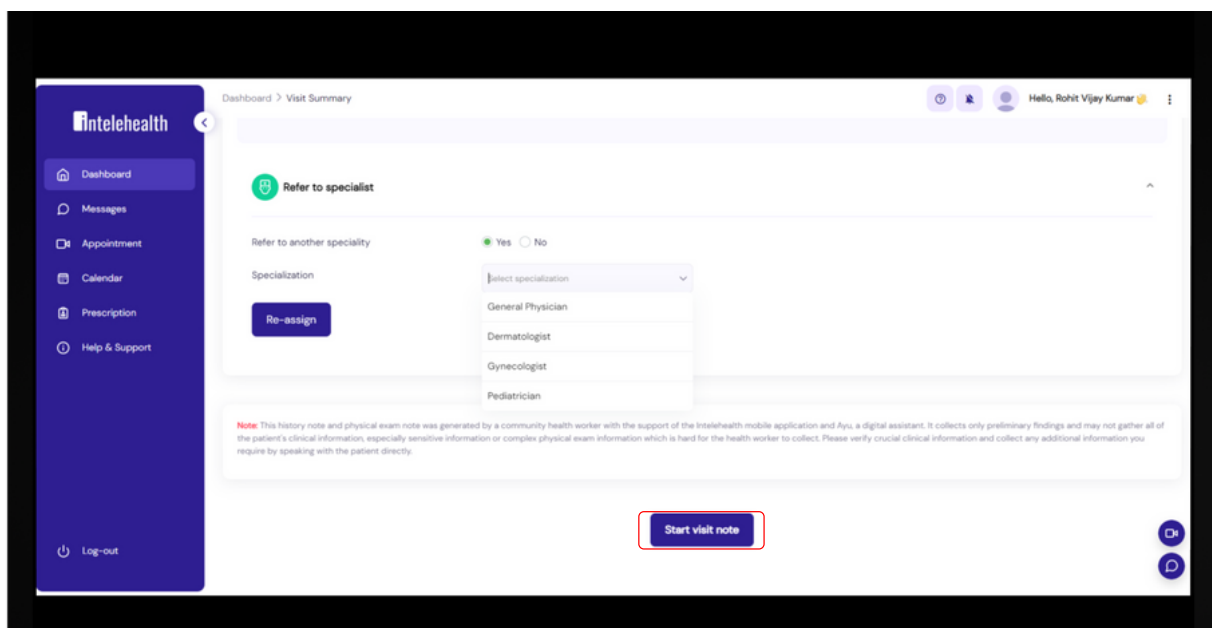 Intelehealth
Dashboard > Visit Summary
Hello, Rohit Vijay Kumar 👋
Dashboard
Messages
Appointment
Calendar
Prescription
Help & Support
Log-out
Refer to specialist
Refer to another speciality
Yes
No
Specialization
Select specialization
General Physician
Dermatologist
Gynecologist
Pediatrician
Re-assign
Note: This history note and physical exam note was generated by a community health worker with the support of the Intelehealth mobile application and Ayu, a digital assistant. It collects only preliminary findings and may not gather all of
the patient's clinical information, especially sensitive information or complex physical exam information which is hard for the health worker to collect. Please verify crucial clinical information and collect any additional information you
require by speaking with the patient directly.
Start visit note